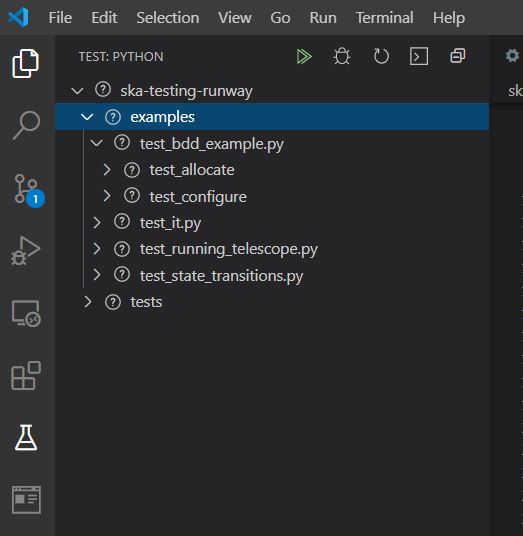 File Edit Selection View Go Run Terminal Help
TEST: PYTHON
ska-testing-runway
sk
examples
test_bdd_example.py
test_allocate
test_configure
1
test_it.py
test_running_telescope.py
test_state_transitions.py
tests